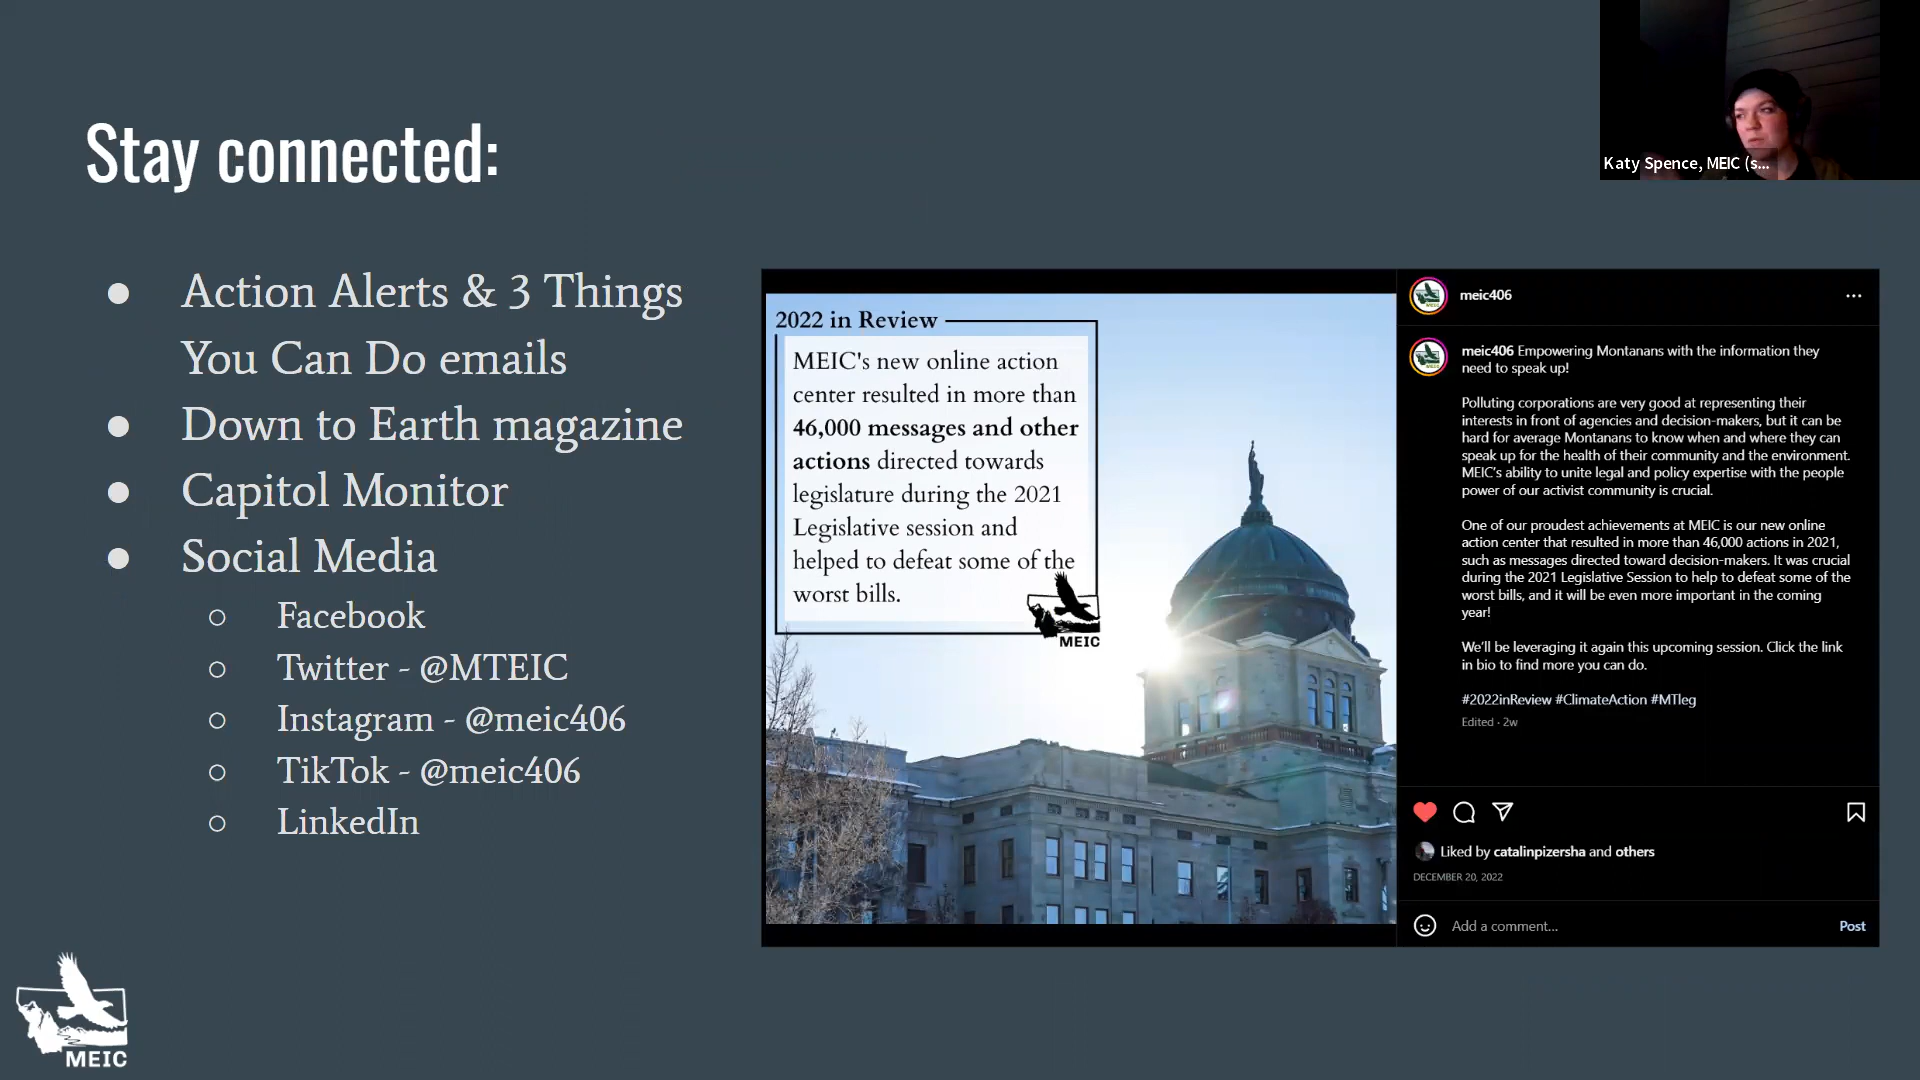 Stay connected:
Katy Spence, MEIC (s...
● Action Alerts & 3 Things
You Can Do emails
● Down to Earth magazine
● Capitol Monitor
● Social Media
○ Facebook
○ Twitter - @MTEIC
○ Instagram - @meic406
○ TikTok - @meic406
○ LinkedIn
MEIC
2022 in Review
MEIC's new online action
center resulted in more than
46,000 messages and other
actions directed towards
legislature during the 2021
Legislative session and
helped to defeat some of the
worst bills.
MEIC
meic406
meic406 Empowering Montanans with the information they
need to speak up!
Polluting corporations are very good at representing their
interests in front of agencies and decision-makers, but it can be
hard for average Montanans to know when and where they can
speak up for the health of their community and the environment.
MEIC's ability to unite legal and policy expertise with the people
power of our activist community is crucial.
One of our proudest achievements at MEIC is our new online
action center that resulted in more than 46,000 actions in 2021,
such as messages directed toward decision-makers. It was crucial
during the 2021 Legislative Session to help to defeat some of the
worst bills, and it will be even more important in the coming
year!
We'll be leveraging it again this upcoming session. Click the link
in bio to find more you can do.
#2022inReview #ClimateAction #MTleg
Edited · 2w
Liked by catalinpizersha and others
DECEMBER 20, 2022
Add a comment...
Post